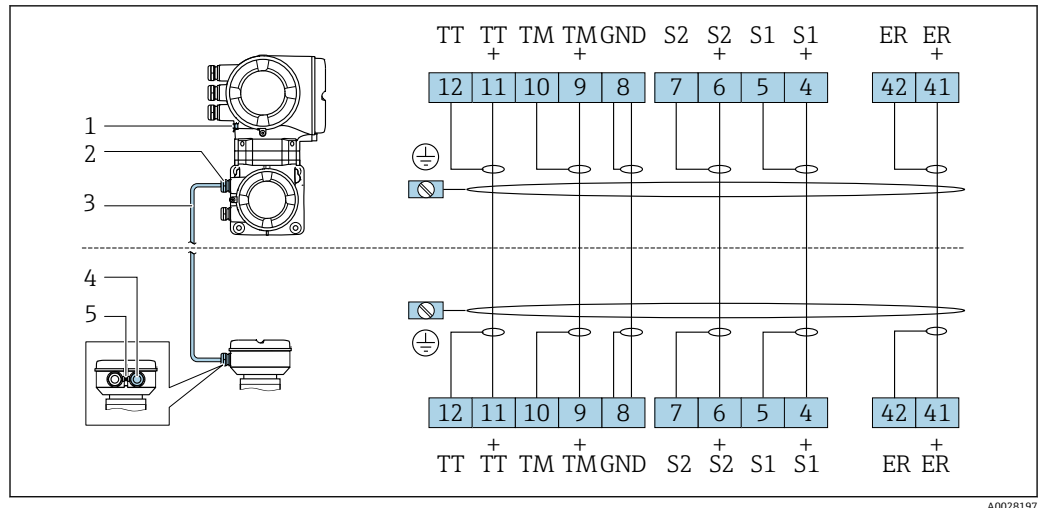 TT TT TM TM GND S2 S2 S1 S1 ER ER
+ + + + +
12 11 10 9 8 7 6 5 4 42 41
1
2
3
4
5
12 11 10 9 8 7 6 5 4 42 41
+ + + + +
TT TT TM TM GND S2 S2 S1 S1 ER ER
A0028197